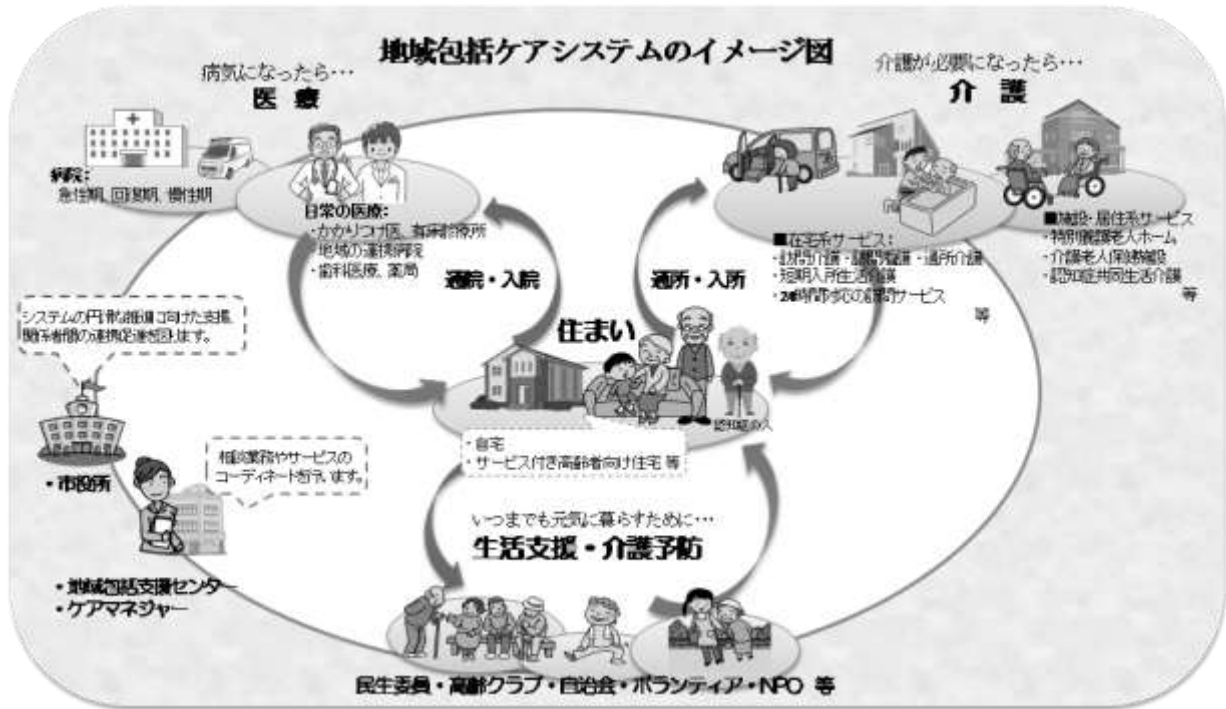 地域包括ケアシステムのイメージ図
病気になったら…
医 療
介護が必要になったら…
介 護
病院:
急性期、回復期、慢性期
日常の医療:
・かかりつけ医、有床診療所
・地域の連携病院
・歯科医療、薬局
通院・入院
通所・入所
■在宅系サービス:
・訪問介護・訪問看護・通所介護
・短期入所生活介護
・24時間対応の訪問サービス
等
■施設・居住系サービス
・特別養護老人ホーム
・介護老人保健施設
・認知症共同生活介護
等
システムの円滑な推進に向けた支援、
関係者間の連携促進を図ります。
住まい
認知症の人
・自宅
・サービス付き高齢者向け住宅 等
・市役所
相談業務やサービスの
コーディネートを行います。
・地域包括支援センター
・ケアマネジャー
いつまでも元気に暮らすために…
生活支援・介護予防
民生委員・高齢クラブ・自治会・ボランティア・NPO 等